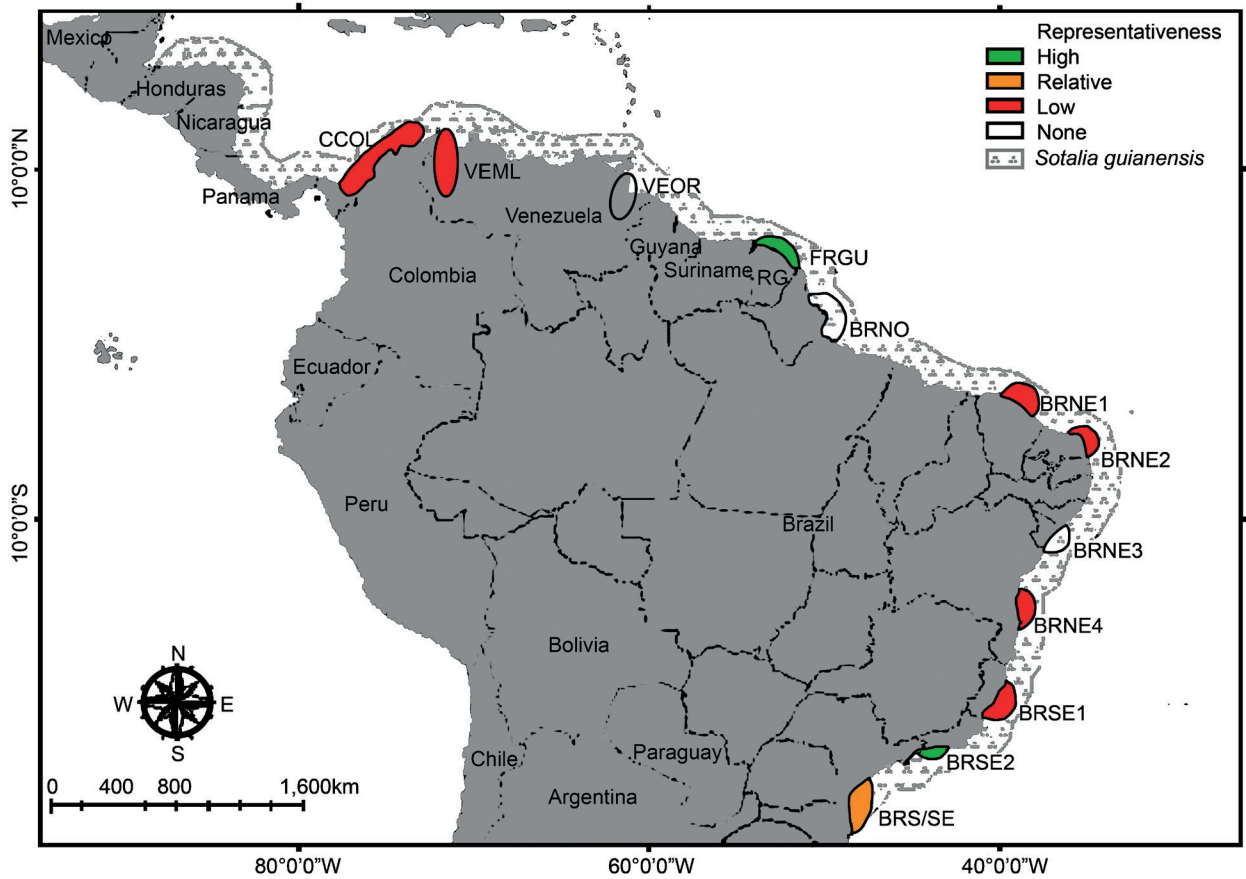 Mexico
Honduras
Nicaragua
Panama
CCOL
VEML
VEOR
Venezuela
Guyana
Suriname
RG
FRGU
BRNO
Colombia
Ecuador
Peru
Brazil
Bolivia
Paraguay
Chile
Argentina
BRNE1
BRNE2
BRNE3
BRNE4
BRSE1
BRSE2
BRS/SE
Representativeness
High
Relative
Low
None
Sotalia guianensis
10°0'0"N
10°0'0"S
N
W E
S
0 400 800 1,600km
80°0'0"W 60°0'0"W 40°0'0"W